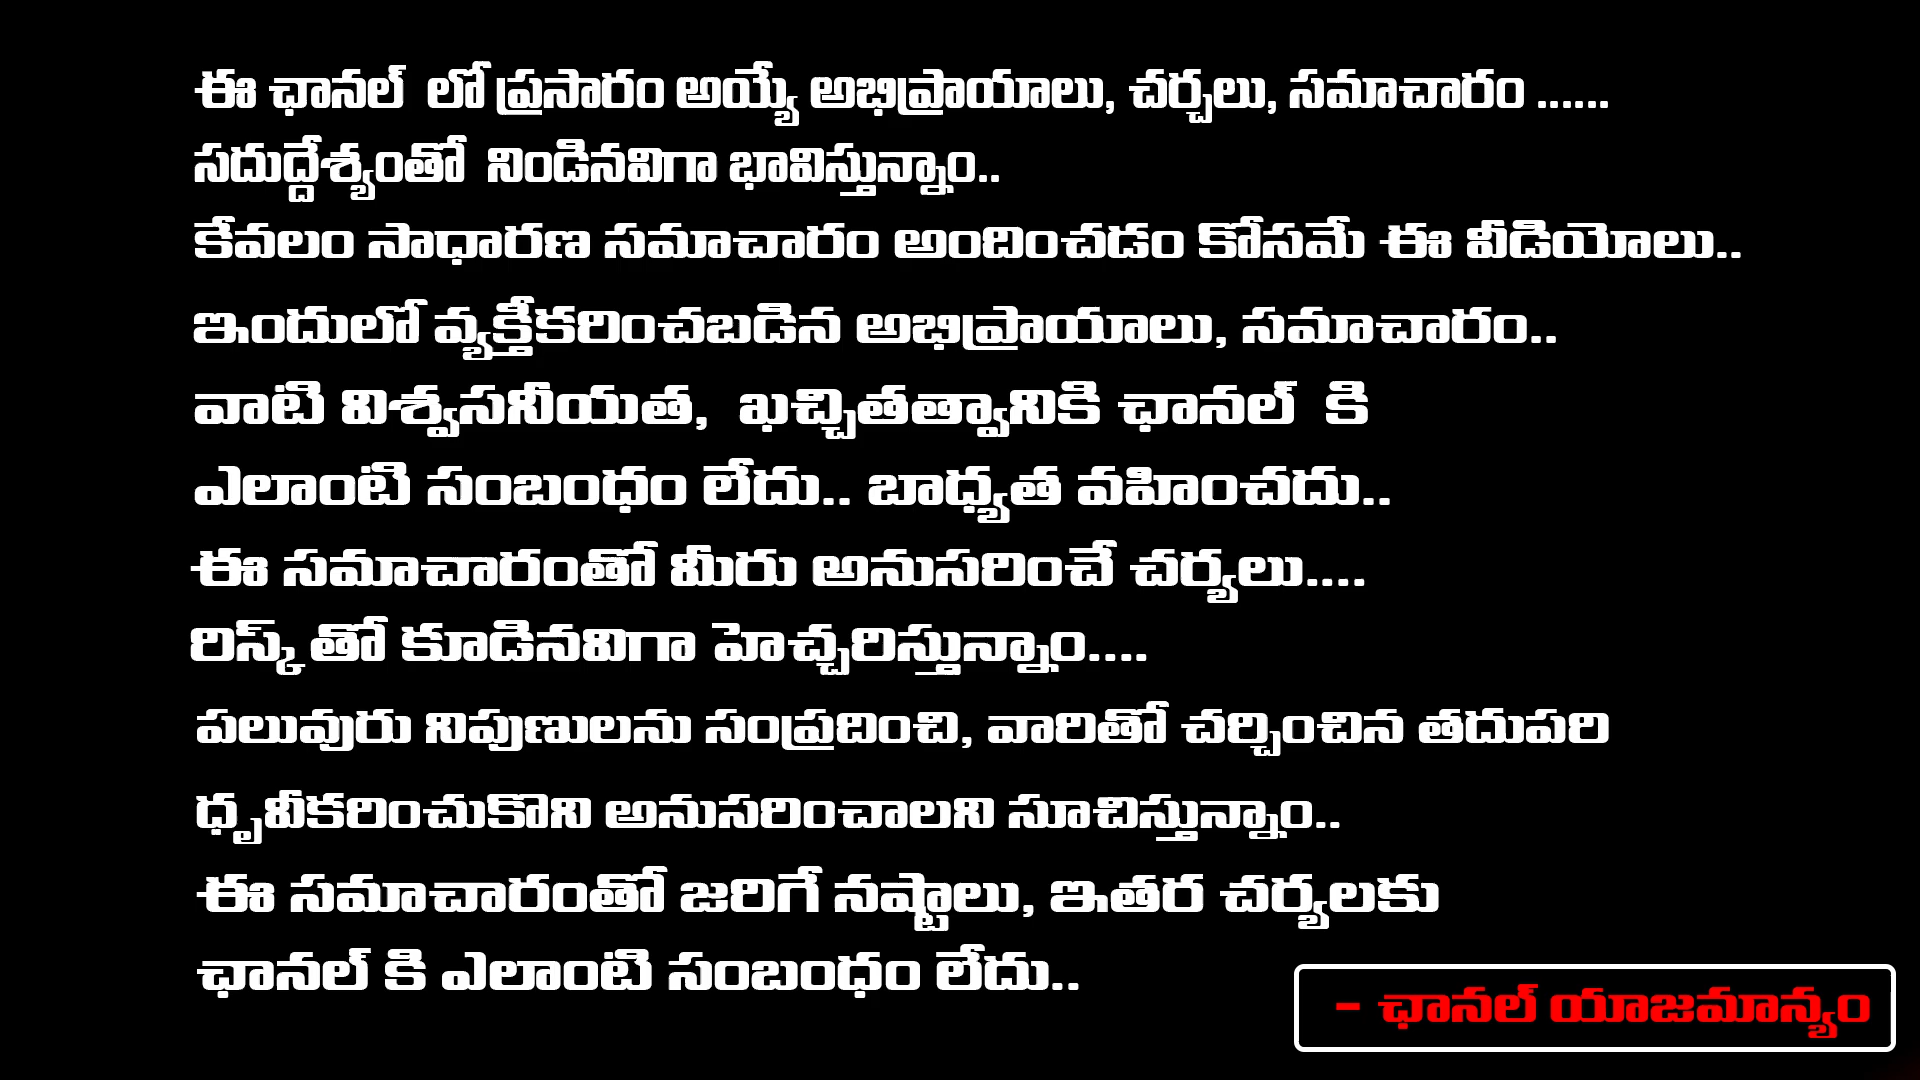 ఈ ఛానల్ లో ప్రసారం అయ్యే అభిప్రాయాలు, చర్చలు, సమాచారం ......
సదుద్దేశ్యంతో నిండినవిగా భావిస్తున్నాం..
కేవలం సాధారణ సమాచారం అందించడం కోసమే ఈ వీడియోలు..
ఇందులో వ్యక్తీకరించబడిన అభిప్రాయాలు, సమాచారం..
వాటి విశ్వసనీయత, ఖచ్చితత్వానికి ఛానల్ కి
ఎలాంటి సంబంధం లేదు.. బాధ్యత వహించదు..
ఈ సమాచారంతో మీరు అనుసరించే చర్యలు....
రిస్క్ తో కూడినవిగా హెచ్చరిస్తున్నాం....
పలువురు నిపుణులను సంప్రదించి, వారితో చర్చించిన తదుపరి
ధృవీకరించుకొని అనుసరించాలని సూచిస్తున్నాం..
ఈ సమాచారంతో జరిగే నష్టాలు, ఇతర చర్యలకు
ఛానల్ కి ఎలాంటి సంబంధం లేదు..
- ఛానల్ యాజమాన్యం